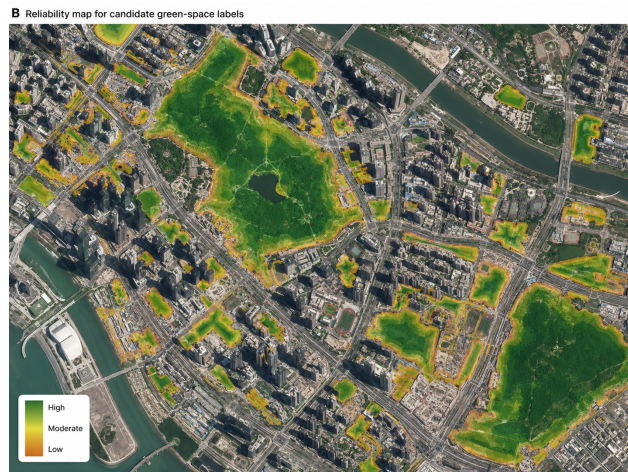 B Reliability map for candidate green-space labels
High
Moderate
Low